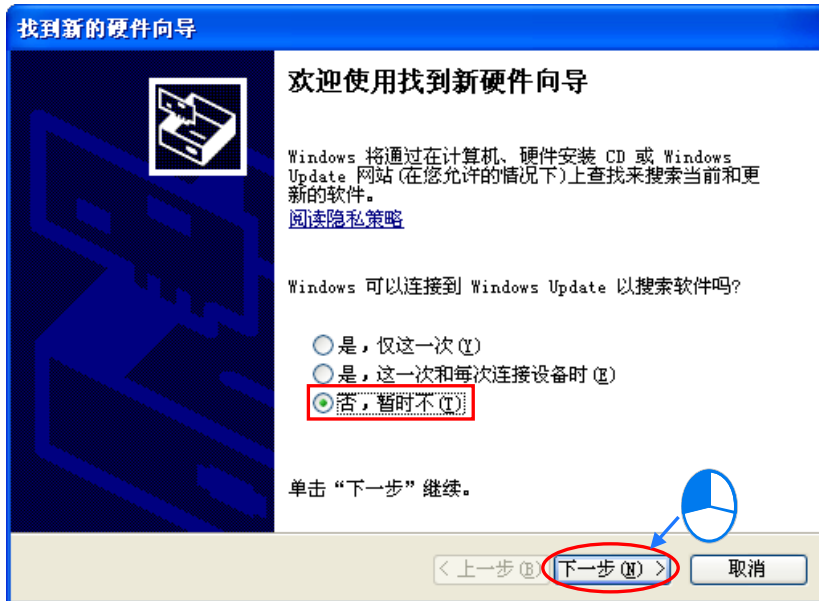 找到新的硬件向导
欢迎使用找到新硬件向导
Windows 将通过在计算机、硬件安装 CD 或 Windows
Update 网站(在您允许的情况下)上查找来搜索当前和更
新的软件。
阅读隐私策略
Windows 可以连接到 Windows Update 以搜索软件吗?
是，仅这一次(Y)
是，这一次和每次连接设备时(E)
否，暂时不(T)
单击“下一步”继续。
< 上一步(B) 下一步(N) > 取消